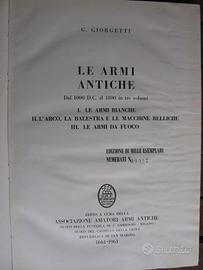 G. GIORGETTI
LE ARMI
ANTICHE
Dal 1000 D.C. al 1800 in tre volumi
I. LE ARMI BIANCHE
II. L'ARCO, LA BALESTRA E LE MACCHINE BELLICHE
III. LE ARMI DA FUOCO
EDIZIONE DI MILLE ESEMPLARI
NUMERATI N
EDITO A CURA DELLA
ASSOCIAZIONE AMATORI ARMI ANTICHE
REPUBBLICA DI SAN MARINO
1661-1961
subito